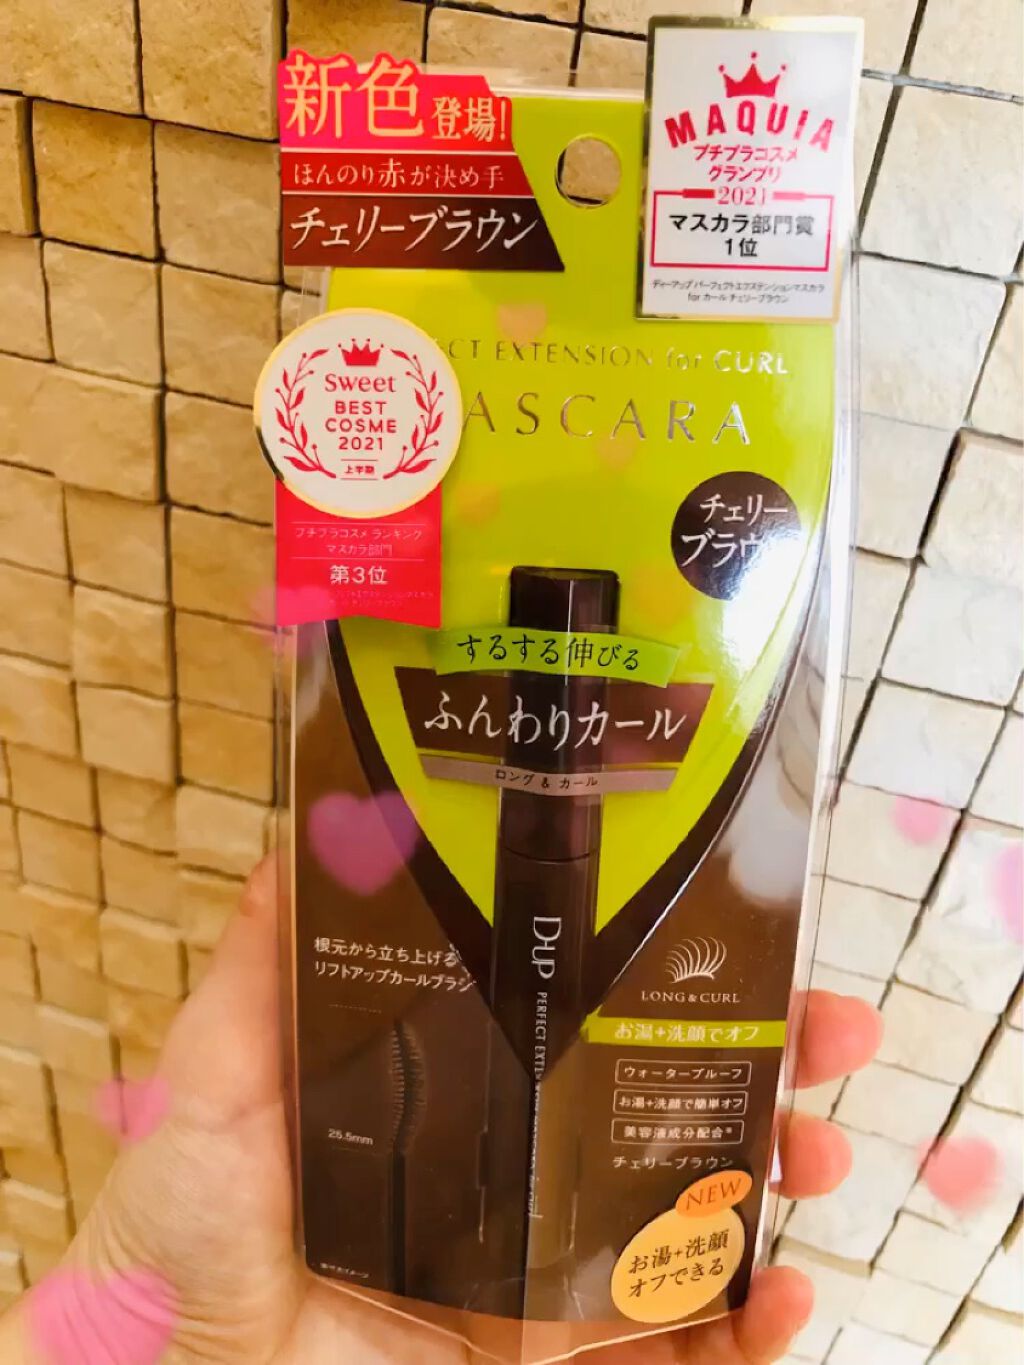 新色登場!
ほんのり赤が決め手
チェリーブラウン
MAQUIA
プチプラコスメ
グランプリ
2021
マスカラ部門賞
1位
ディーアップ パーフェクトエクステンションマスカラ
for カール チェリーブラウン
CT EXTENSION for CURL
ASCARA
Sweet
BEST
COSME
2021
上半期
プチプラコスメ ランキング
マスカラ部門
第3位
チェリー
ブラウン
するする伸びる
ふんわりカール
ロング & カール
D-UP
PERFECT EXTEN
根元から立ち上げる
リフトアップカールブラシ
25.5mm
LONG & CURL
お湯+洗顔でオフ
ウォータープルーフ
お湯+洗顔で簡単オフ
美容液成分配合*
チェリーブラウン
NEW
お湯+洗顔
オフできる